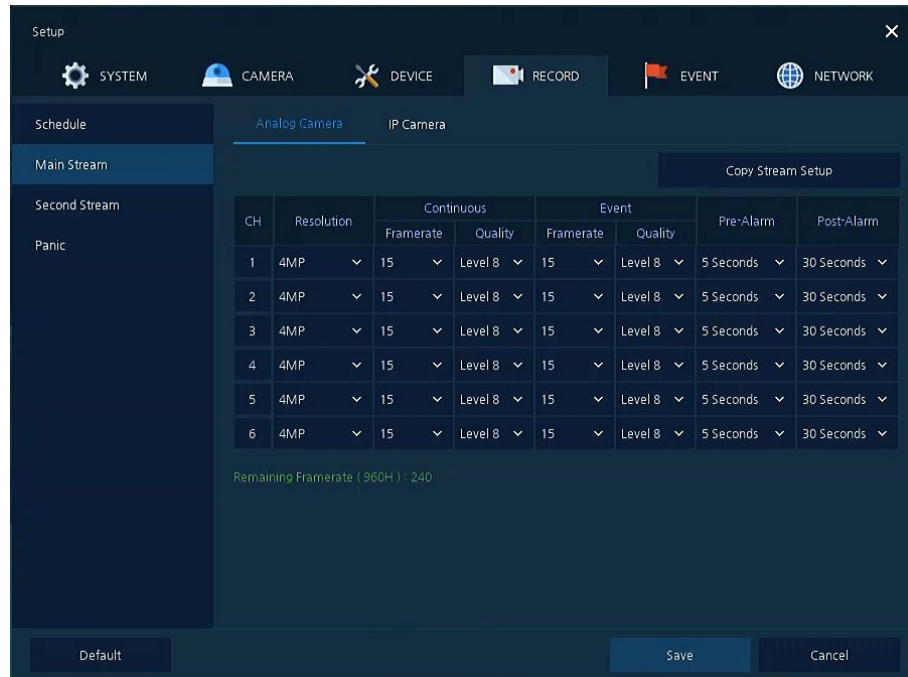 Setup
SYSTEM CAMERA DEVICE RECORD EVENT NETWORK
Schedule
Main Stream
Second Stream
Panic
Analog Camera IP Camera
Copy Stream Setup
CH Resolution Continuous Event Pre-Alarm Post-Alarm
Framerate Quality Framerate Quality
1 4MP 15 Level 8 15 Level 8 5 Seconds 30 Seconds
2 4MP 15 Level 8 15 Level 8 5 Seconds 30 Seconds
3 4MP 15 Level 8 15 Level 8 5 Seconds 30 Seconds
4 4MP 15 Level 8 15 Level 8 5 Seconds 30 Seconds
5 4MP 15 Level 8 15 Level 8 5 Seconds 30 Seconds
6 4MP 15 Level 8 15 Level 8 5 Seconds 30 Seconds
Remaining Framerate ( 960H ) : 240
Default Save Cancel